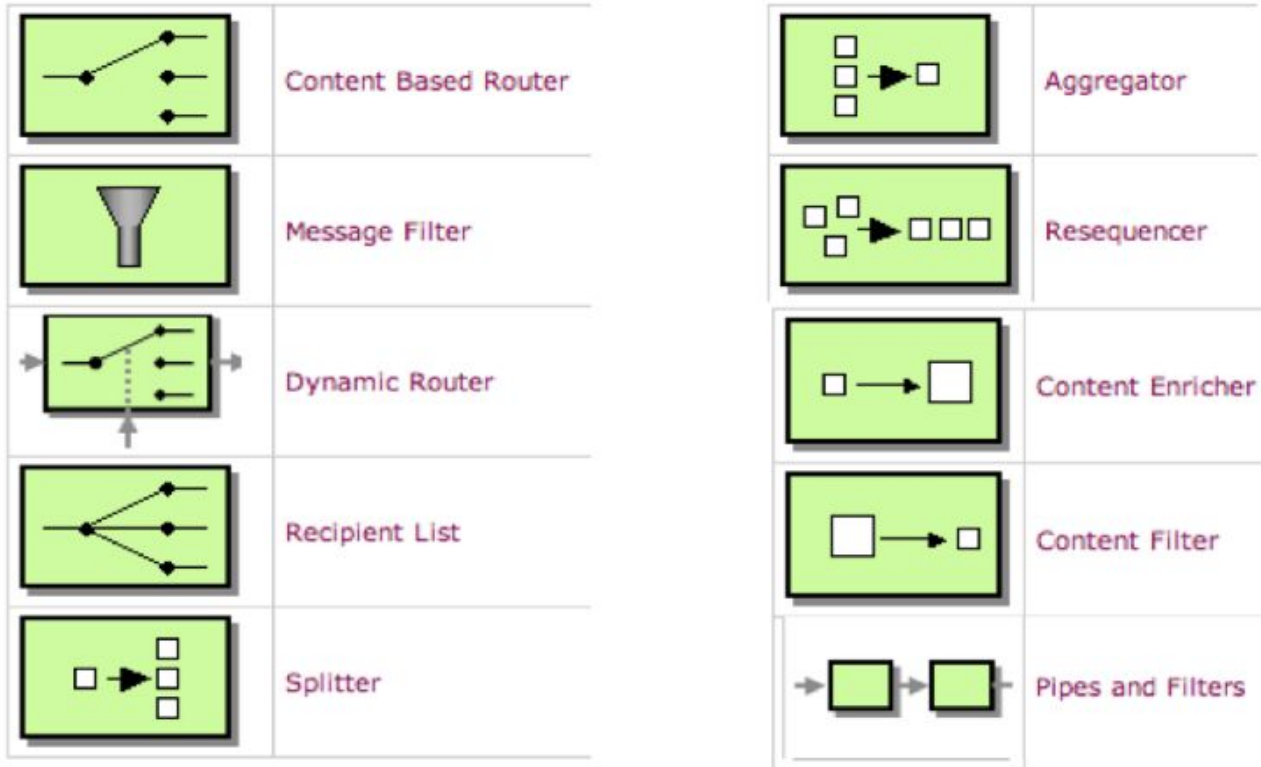 Content Based Router
Message Filter
Dynamic Router
Recipient List
Splitter
Aggregator
Resequencer
Content Enricher
Content Filter
Pipes and Filters